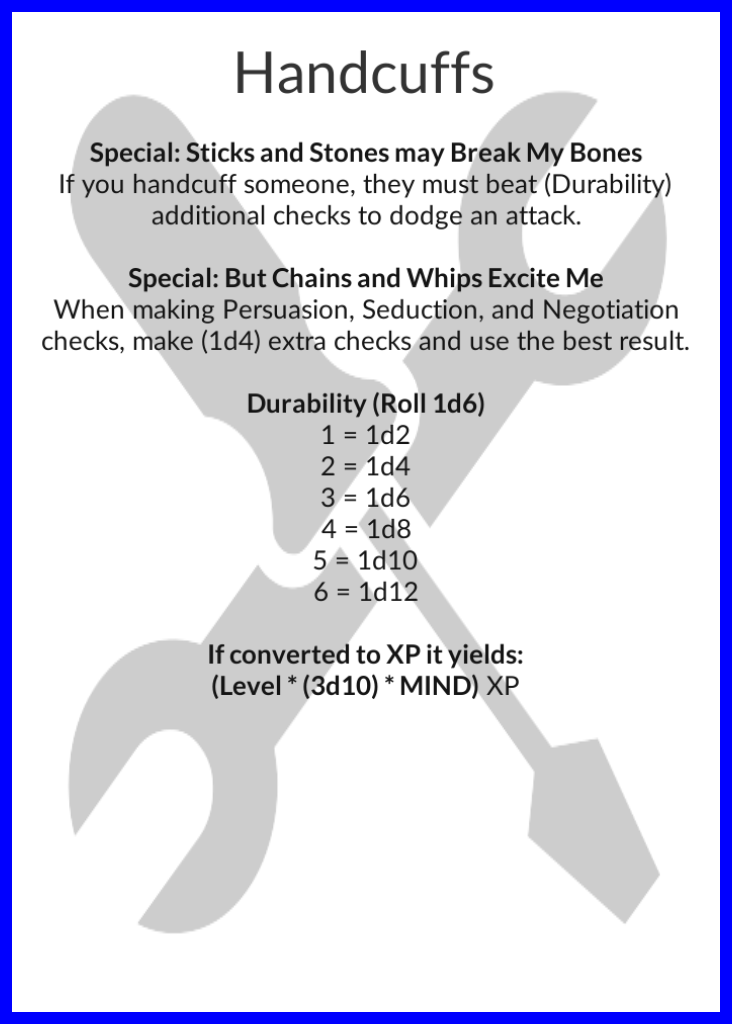 Handcuffs
Special: Sticks and Stones may Break My Bones
If you handcuff someone, they must beat (Durability)
additional checks to dodge an attack.
Special: But Chains and Whips Excite Me
When making Persuasion, Seduction, and Negotiation
checks, make (1d4) extra checks and use the best result.
Durability (Roll 1d6)
1 = 1d2
2 = 1d4
3 = 1d6
4 = 1d8
5 = 1d10
6 = 1d12
If converted to XP it yields:
(Level * (3d10) * MIND) XP